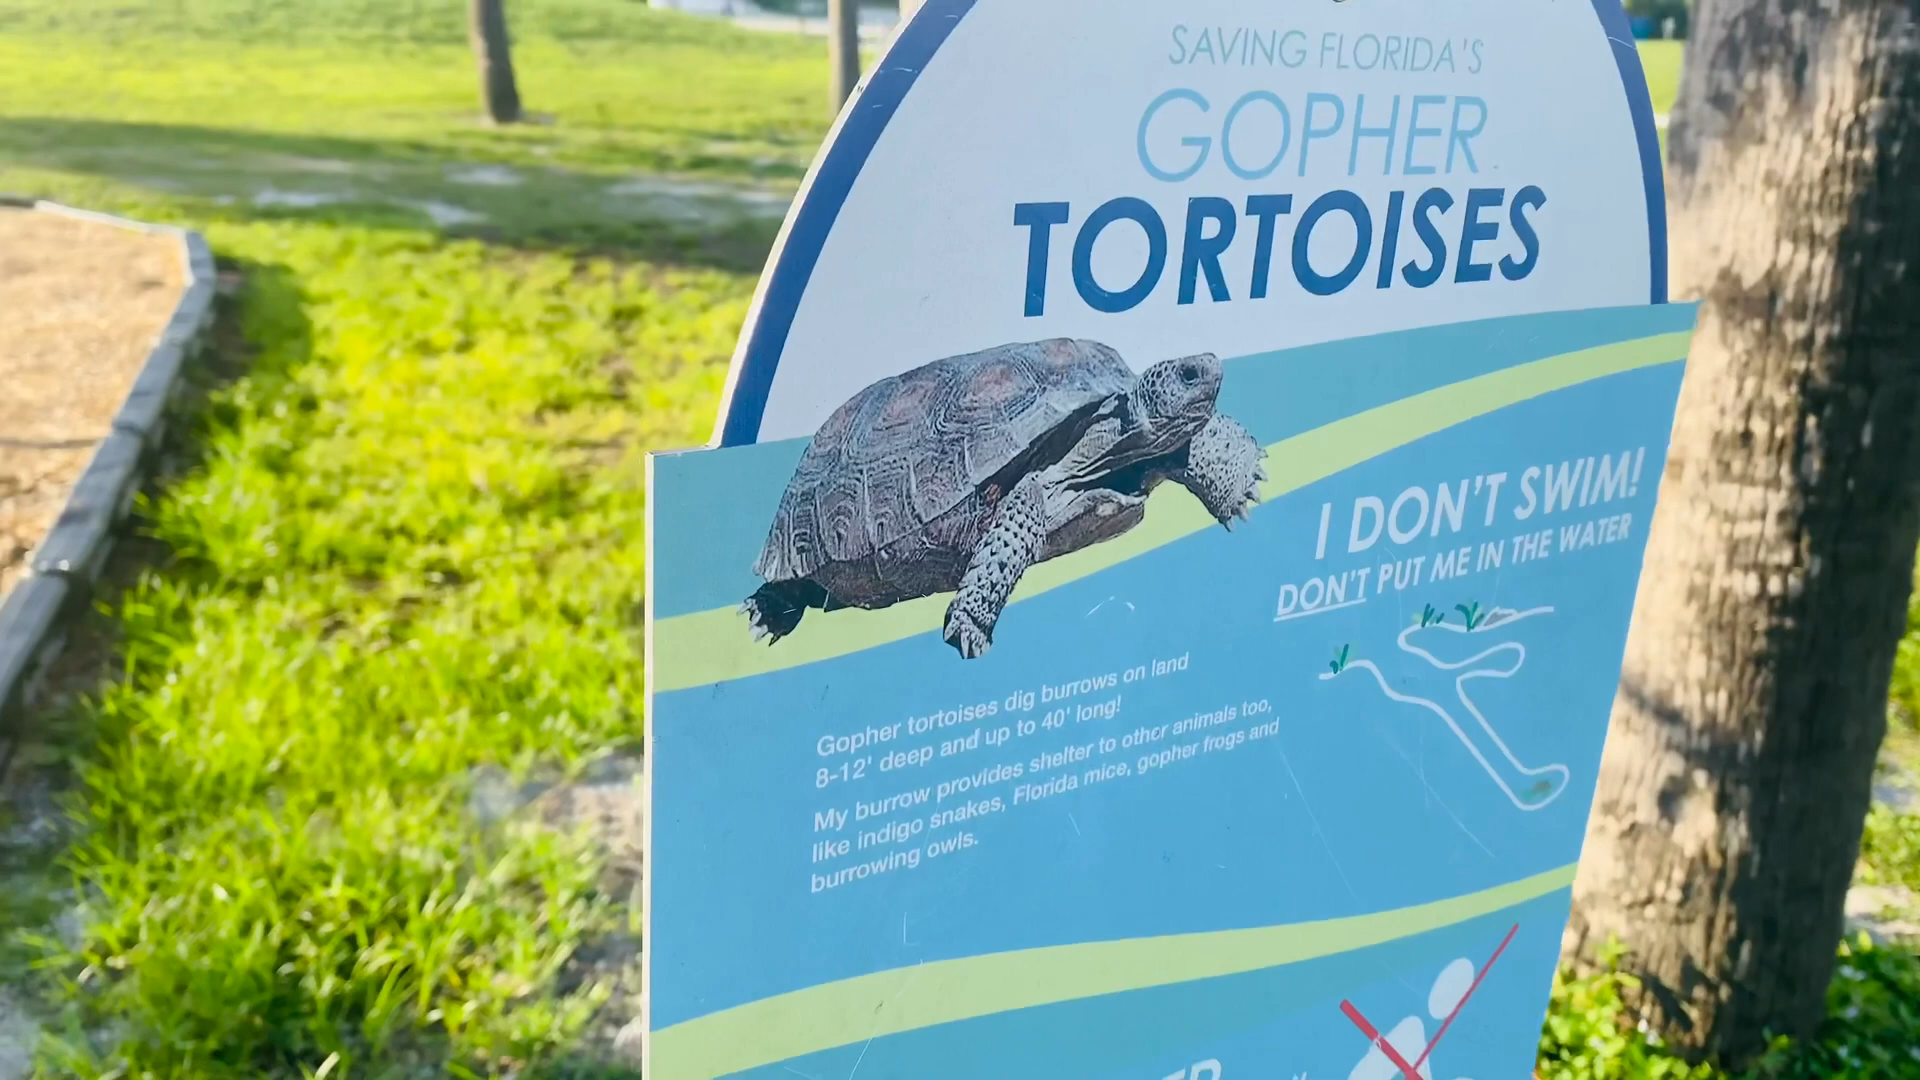 SAVING FLORIDA'S
GOPHER
TORTOISES
I DON'T SWIM!
DON'T PUT ME IN THE WATER
Gopher tortoises dig burrows on land
8-12' deep and up to 40' long!
My burrow provides shelter to other animals too,
like indigo snakes, Florida mice, gopher frogs and
burrowing owls.